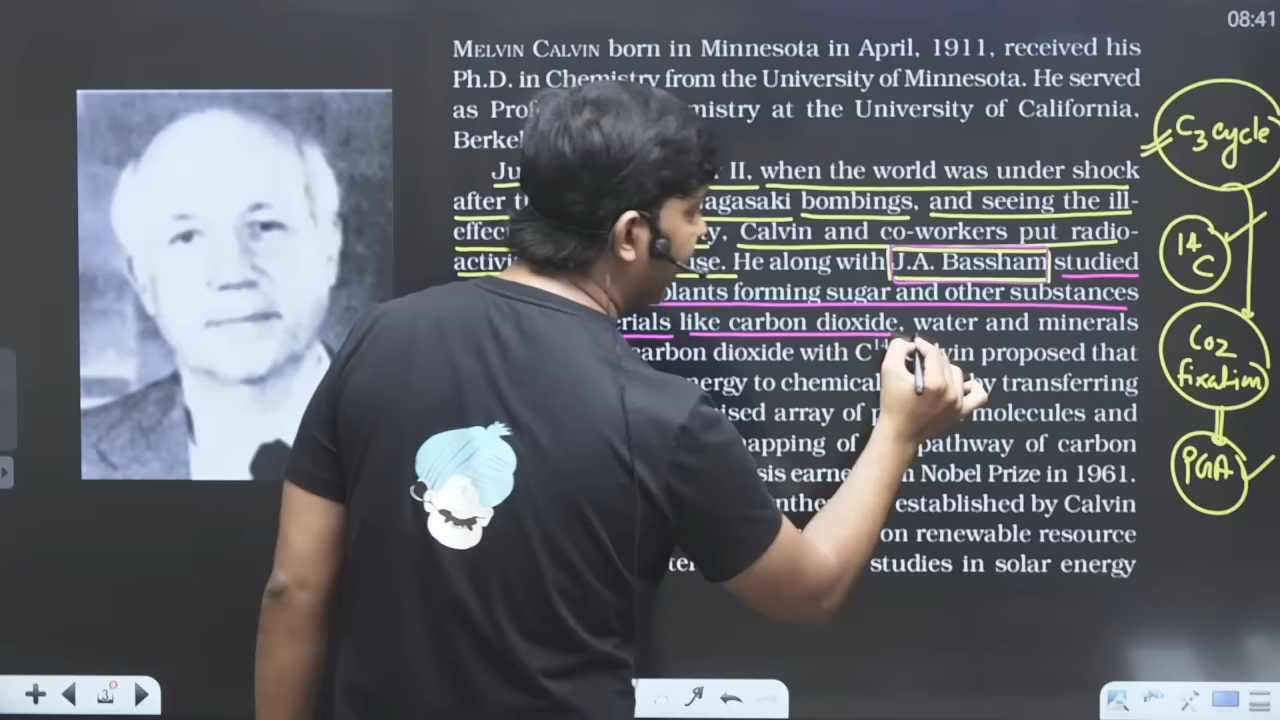 08:41
MELVIN CALVIN born in Minnesota in April, 1911, received his
Ph.D. in Chemistry from the University of Minnesota. He served
as Prof mistry at the University of California,
Berkel
Ju II, when the world was under shock
after t agasaki bombings, and seeing the ill-
effec y, Calvin and co-workers put radio-
activi use. He along with J.A. Bassham studied
plants forming sugar and other substances
erials like carbon dioxide, water and minerals
carbon dioxide with C14 vin proposed that
nergy to chemical by transferring
ised array of p molecules and
apping of pathway of carbon
sis earne Nobel Prize in 1961.
nthe established by Calvin
on renewable resource
studies in solar energy
C3 cycle
14C
CO2
fixation
PGA